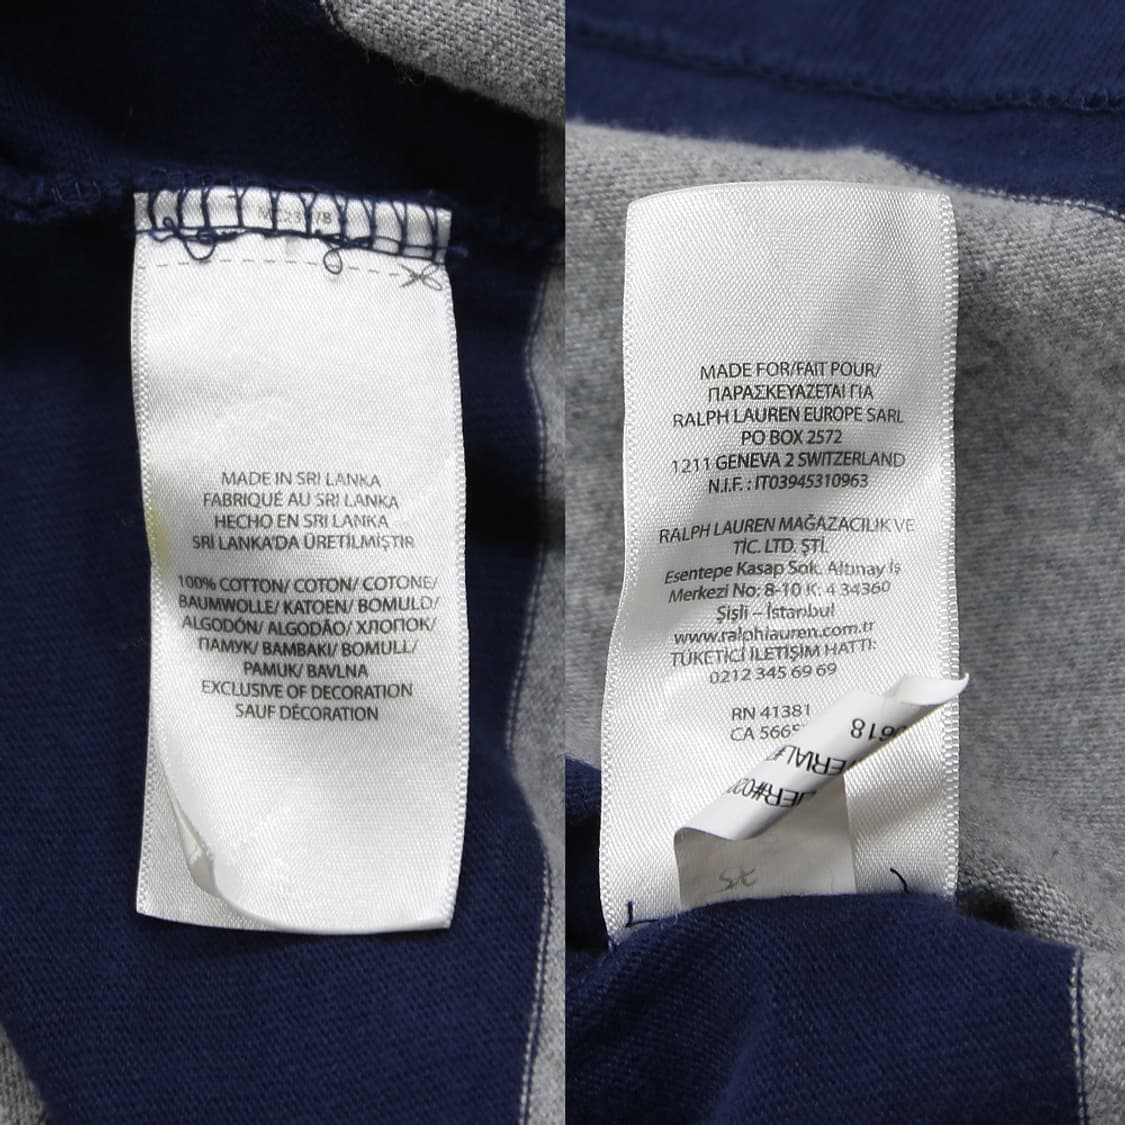 MADE IN SRI LANKA
FABRIQUÉ AU SRI LANKA
HECHO EN SRI LANKA
SRİ LANKA'DA ÜRETİLMİŞTİR
100% COTTON/ COTON/ COTONE/
BAUMWOLLE/ KATOEN/ BOMULD/
ALGODÓN/ ALGODÃO/ ХЛОПОК/
ПАМУК/ BAMBAKI/ BOMULL/
PAMUK/ BAVLNA
EXCLUSIVE OF DECORATION
SAUF DÉCORATION
MADE FOR/FAIT POUR/
ΠΑΡΑΣΚΕΥΑΖΕΤΑΙ ΓΙΑ
RALPH LAUREN EUROPE SARL
PO BOX 2572
1211 GENEVA 2 SWITZERLAND
N.I.F. : IT03945310963
RALPH LAUREN MAĞAZACILIK VE
TİC. LTD. ŞTİ.
Esentepe Kasap Sok. Altınay İş
Merkezi No: 8-10 K: 4 34360
Şişli – İstanbul
www.ralphlauren.com.tr
TÜKETİCİ İLETİŞİM HATTI:
0212 345 69 69
RN 41381
CA